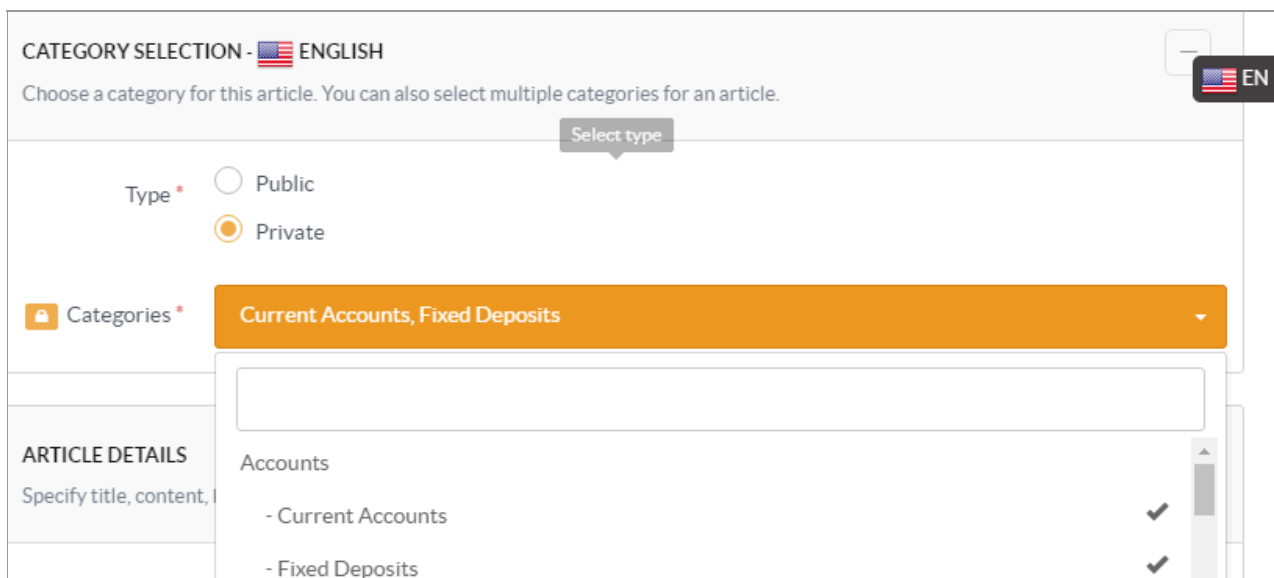 CATEGORY SELECTION - ENGLISH
EN
Choose a category for this article. You can also select multiple categories for an article.
Select type
Type *
Public
Private
Categories *
Current Accounts, Fixed Deposits
ARTICLE DETAILS
Accounts
Specify title, content,
- Current Accounts
- Fixed Deposits